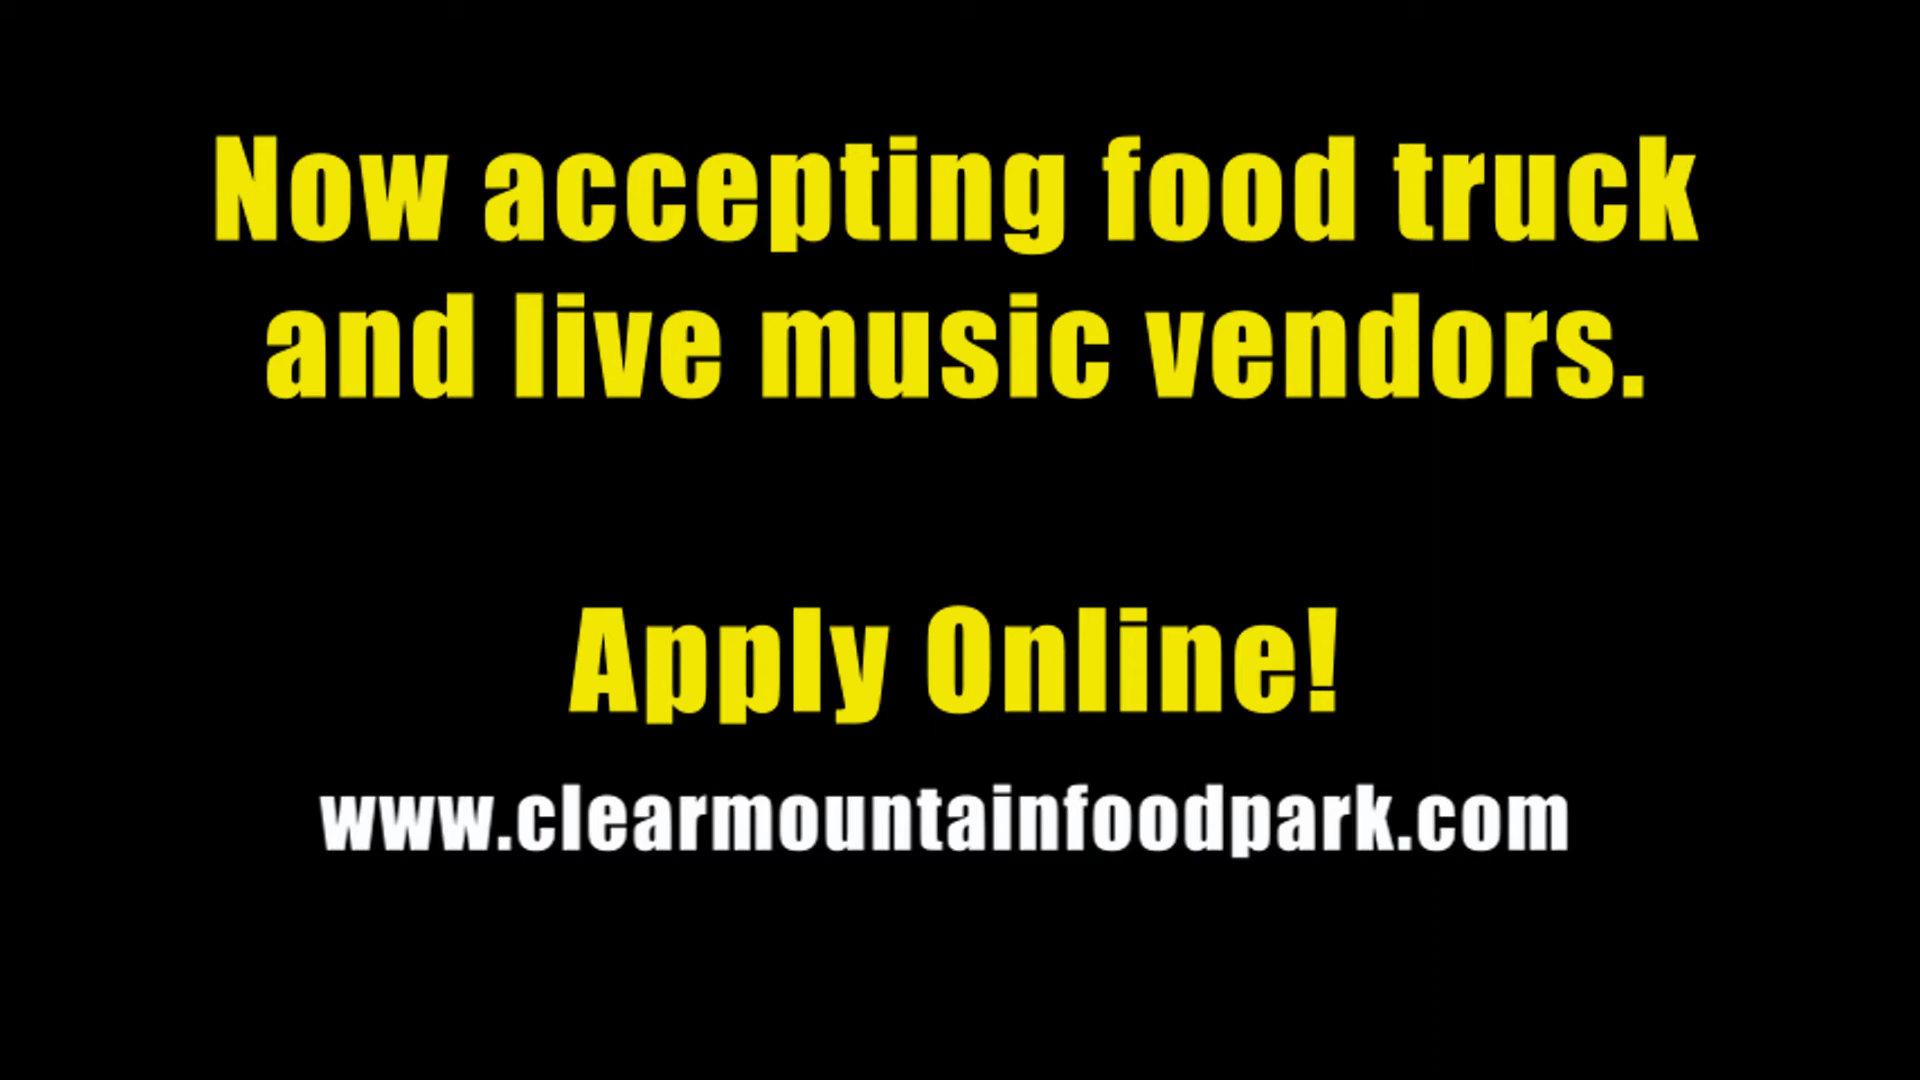 Now accepting food truck
and live music vendors.
Apply Online!
www.clearmountainfoodpark.com